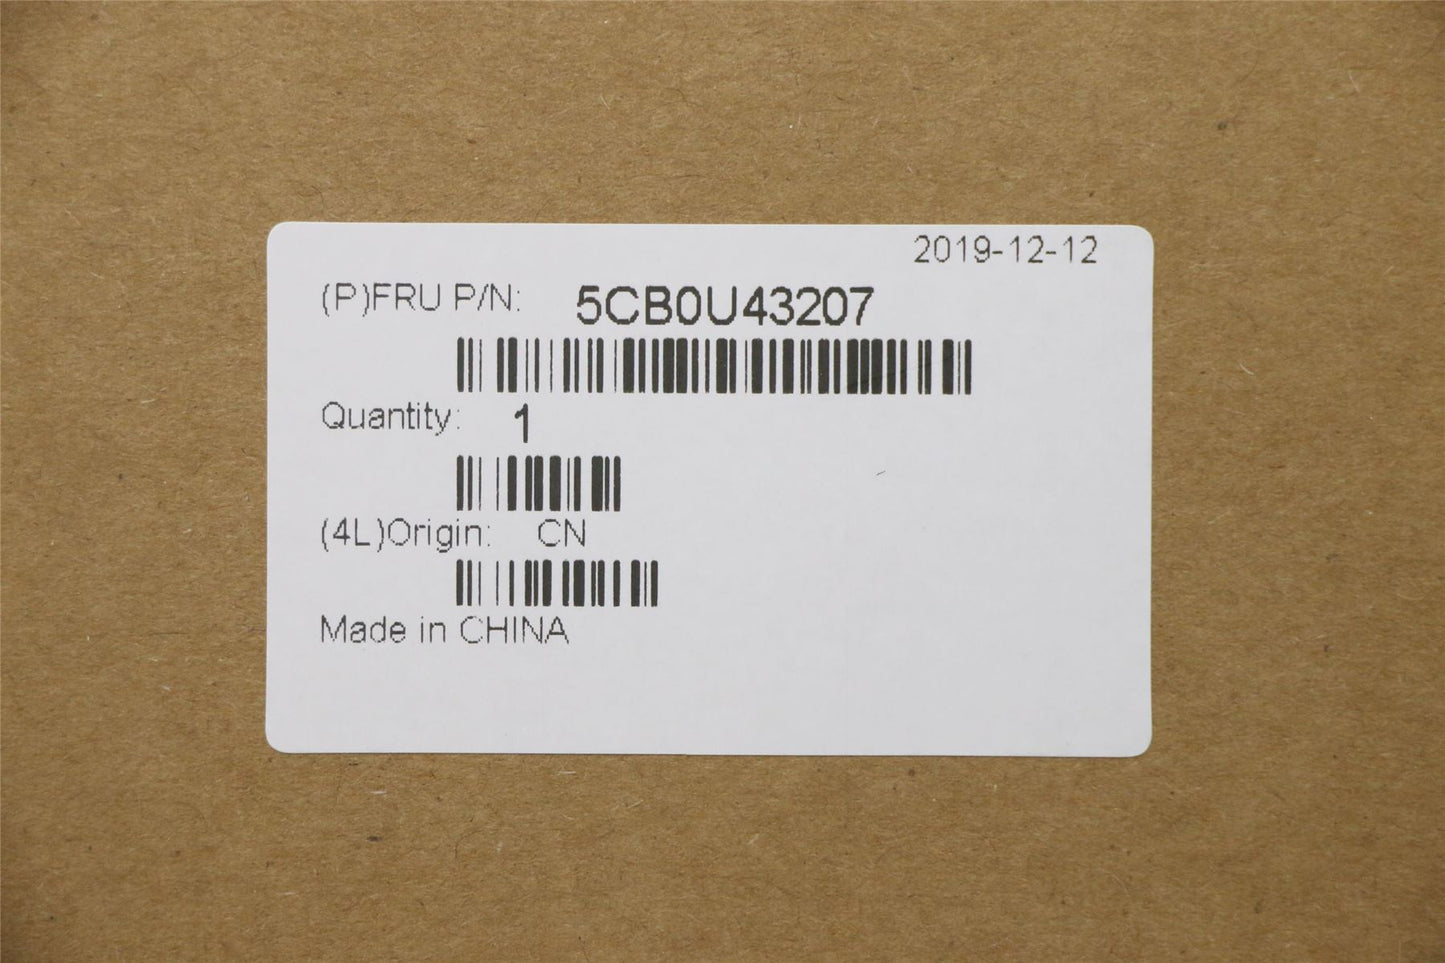 2019-12-12
(P)FRU P/N: 5CB0U43207
Quantity: 1
(4L)Origin: CN
Made in CHINA